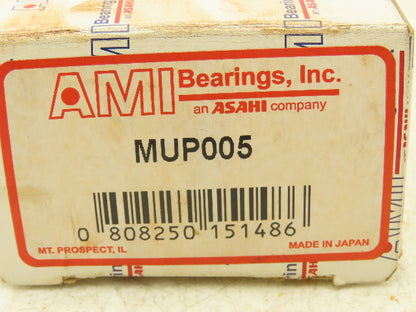 AMI Bearings, Inc.
an ASAHI company
MUP005
0 808250 151486
MT. PROSPECT, IL
MADE IN JAPAN